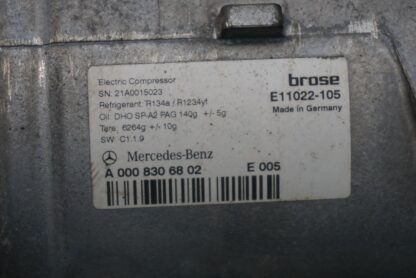 Electric Compressor
brose
SN: 21A0015023
E11022-105
Refrigerant: R134a / R1234yf
Made in Germany
Oil: DHO SP-A2 PAG 140g +/- 5g
Tare: 6264g +/- 10g
SW: C1.1.9
Mercedes-Benz
A 000 830 68 02
E 005